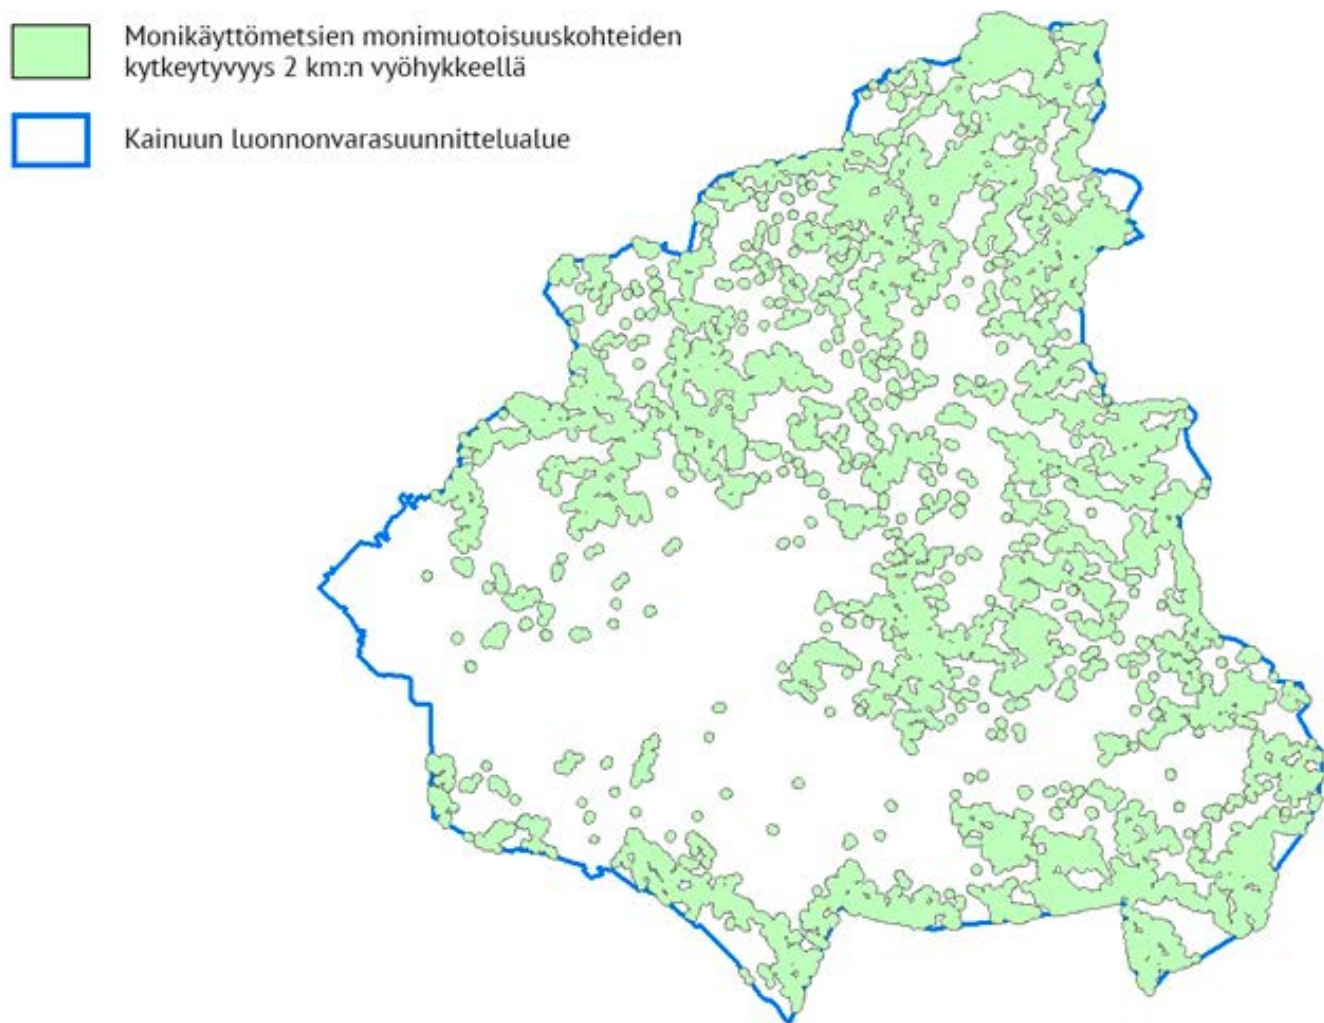 Monikäyttömetsien monimuotoisuuskohteiden
kytkeytyvyys 2 km:n vyöhykkeellä
Kainuun luonnonvarasuunnittelualue